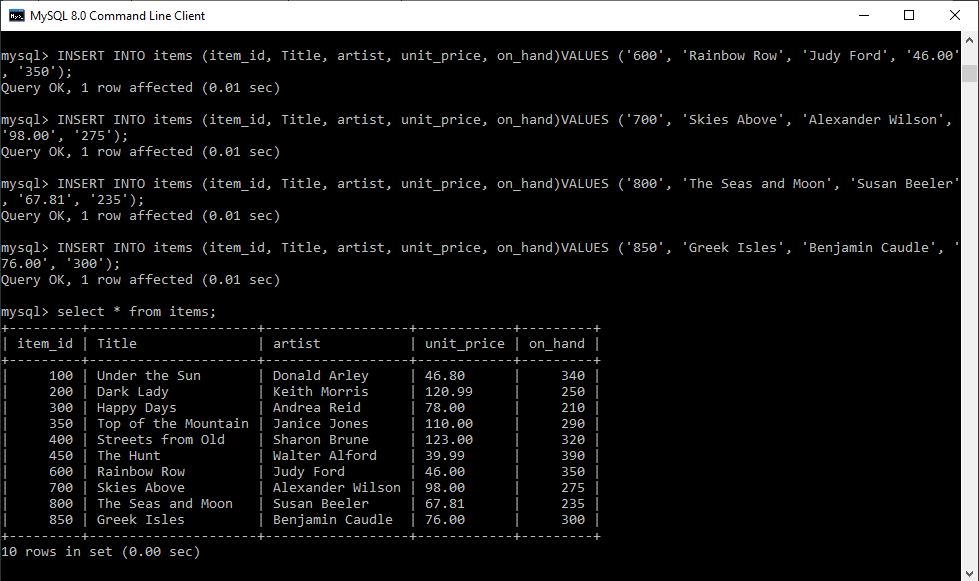 MySQL 8.0 Command Line Client
mysql> INSERT INTO items (item_id, Title, artist, unit_price, on_hand)VALUES ('600', 'Rainbow Row', 'Judy Ford', '46.00'
, '350');
Query OK, 1 row affected (0.01 sec)
mysql> INSERT INTO items (item_id, Title, artist, unit_price, on_hand)VALUES ('700', 'Skies Above', 'Alexander Wilson',
'98.00', '275');
Query OK, 1 row affected (0.01 sec)
mysql> INSERT INTO items (item_id, Title, artist, unit_price, on_hand)VALUES ('800', 'The Seas and Moon', 'Susan Beeler'
, '67.81', '235');
Query OK, 1 row affected (0.01 sec)
mysql> INSERT INTO items (item_id, Title, artist, unit_price, on_hand)VALUES ('850', 'Greek Isles', 'Benjamin Caudle', '
76.00', '300');
Query OK, 1 row affected (0.01 sec)
mysql> select * from items;
+---------+---------------------+------------------+------------+---------+
| item_id | Title               | artist           | unit_price | on_hand |
+---------+---------------------+------------------+------------+---------+
|     100 | Under the Sun       | Donald Arley     | 46.80      |     340 |
|     200 | Dark Lady           | Keith Morris     | 120.99     |     250 |
|     300 | Happy Days          | Andrea Reid      | 78.00      |     210 |
|     350 | Top of the Mountain | Janice Jones     | 110.00     |     290 |
|     400 | Streets from Old    | Sharon Brune     | 123.00     |     320 |
|     450 | The Hunt            | Walter Alford    | 39.99      |     390 |
|     600 | Rainbow Row         | Judy Ford        | 46.00      |     350 |
|     700 | Skies Above         | Alexander Wilson | 98.00      |     275 |
|     800 | The Seas and Moon   | Susan Beeler     | 67.81      |     235 |
|     850 | Greek Isles         | Benjamin Caudle  | 76.00      |     300 |
+---------+---------------------+------------------+------------+---------+
10 rows in set (0.00 sec)